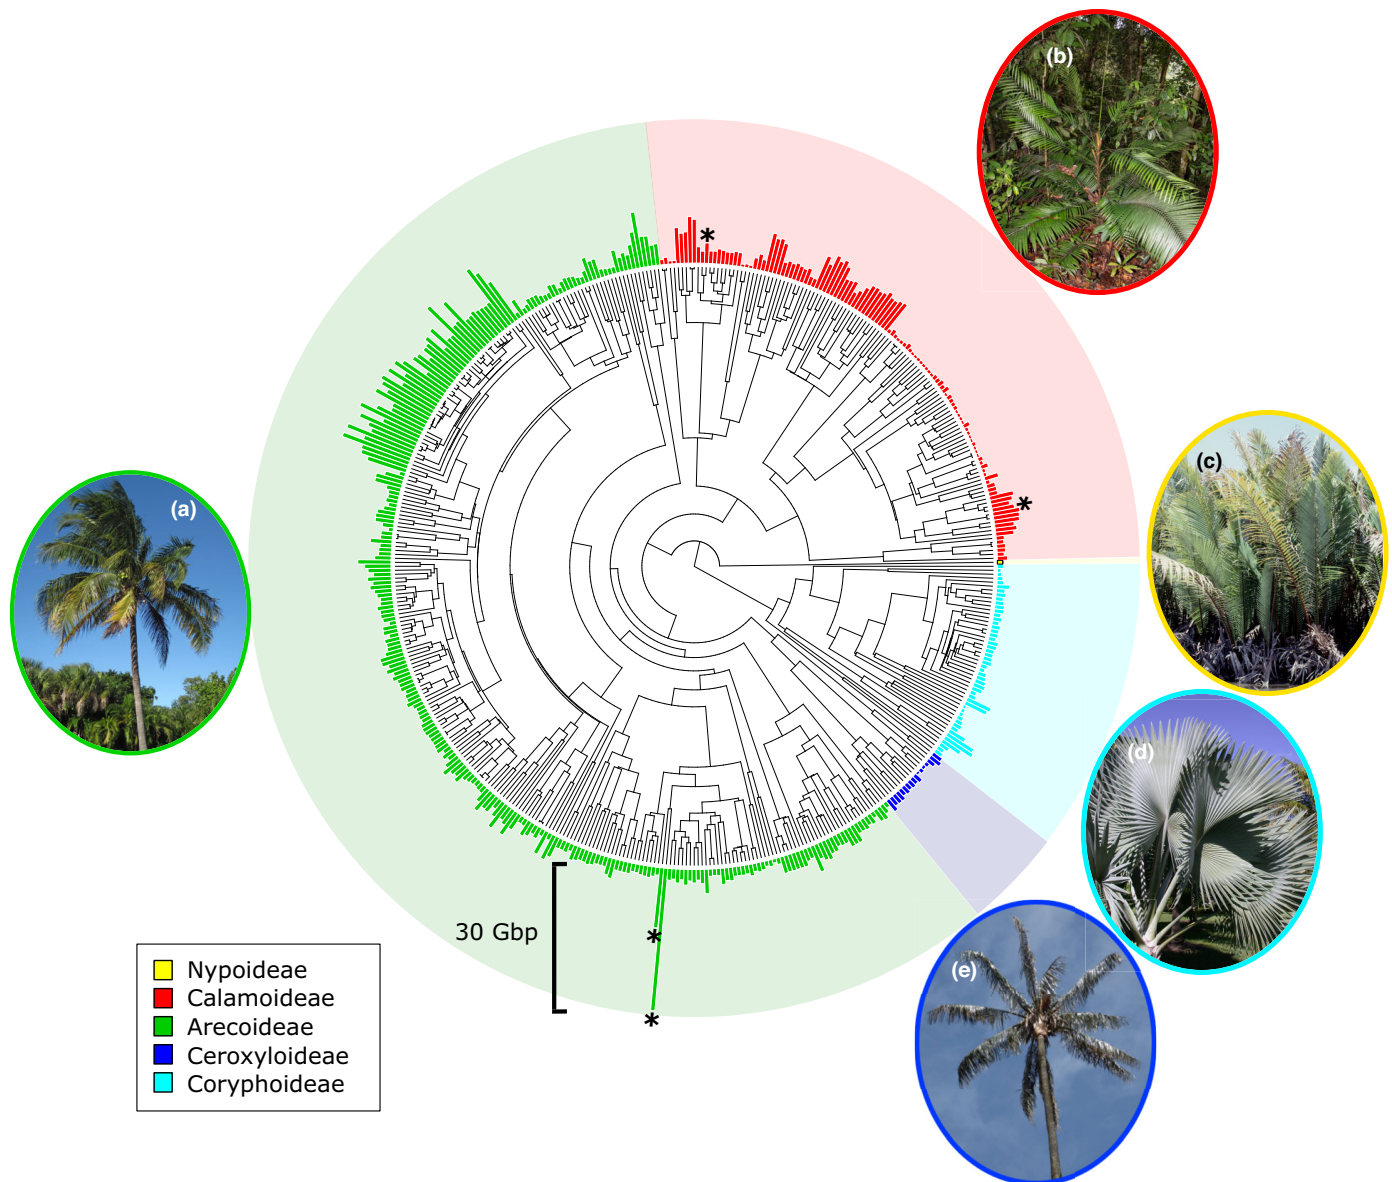 (b)
*
(a)
(c)
*
(d)
30 Gbp
*
*
(e)
Nypoideae
Calamoideae
Arecoideae
Ceroxyloideae
Coryphoideae